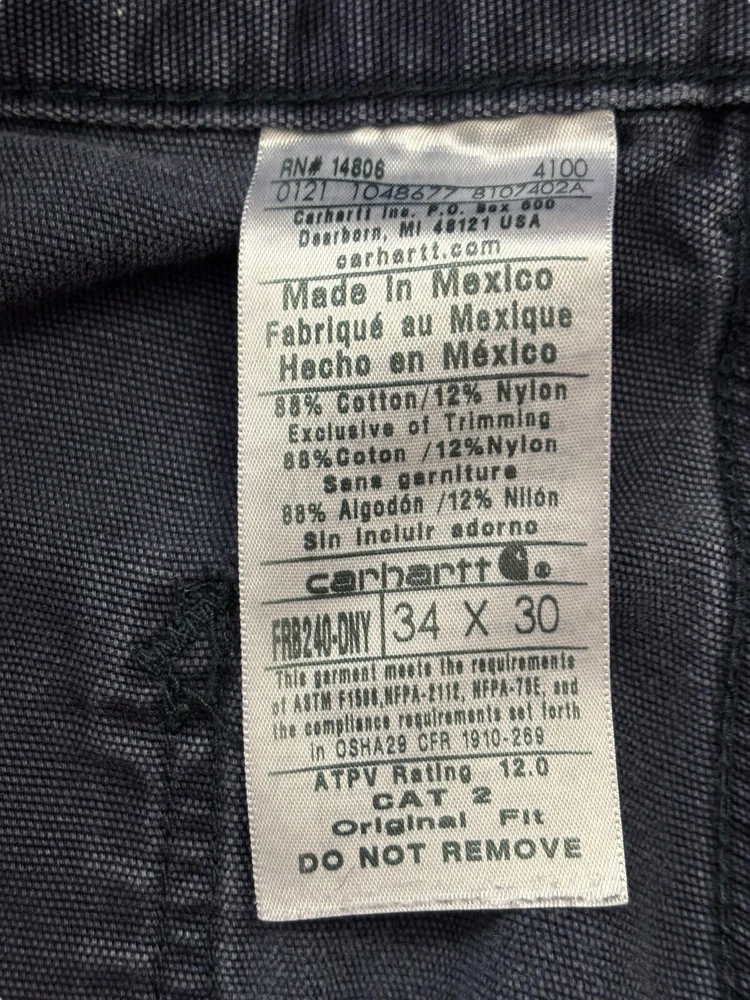 RN# 14806 4100
0121 1048677 8107402A
Carhartt Inc. P.O. Box 600
Dearborn, MI 48121 USA
carhartt.com
Made in Mexico
Fabriqué au Mexique
Hecho en México
88% Cotton/12% Nylon
Exclusive of Trimming
88%Coton /12%Nylon
Sans garniture
88% Algodón /12% Nilón
Sin incluir adorno
carhartt ®
FRB240-DNY 34 X 30
This garment meets the requirements
of ASTM F1506,NFPA-2112, NFPA-70E, and
the compliance requirements set forth
in OSHA29 CFR 1910-269
ATPV Rating 12.0
CAT 2
Original Fit
DO NOT REMOVE